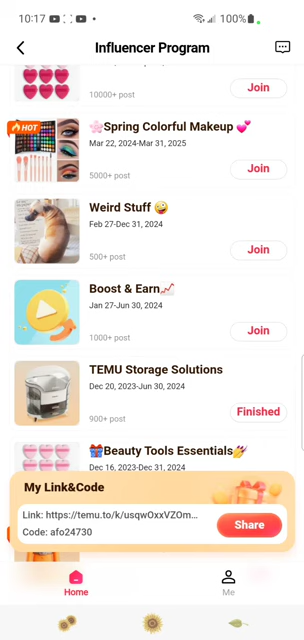 10:17
100%
Influencer Program
10000+ post
Join
HOT
🌸Spring Colorful Makeup 💞
Mar 22, 2024-Mar 31, 2025
5000+ post
Join
Weird Stuff 🤪
Feb 27-Dec 31, 2024
500+ post
Join
Boost & Earn📈
Jan 27-Jun 30, 2024
1000+ post
Join
TEMU Storage Solutions
Dec 20, 2023-Jun 30, 2024
900+ post
Finished
🎁Beauty Tools Essentials💅
Dec 16, 2023-Dec 31, 2024
My Link&Code
Link: https://temu.to/k/usqwOxxVZOm...
Code: afo24730
Share
Home
Me